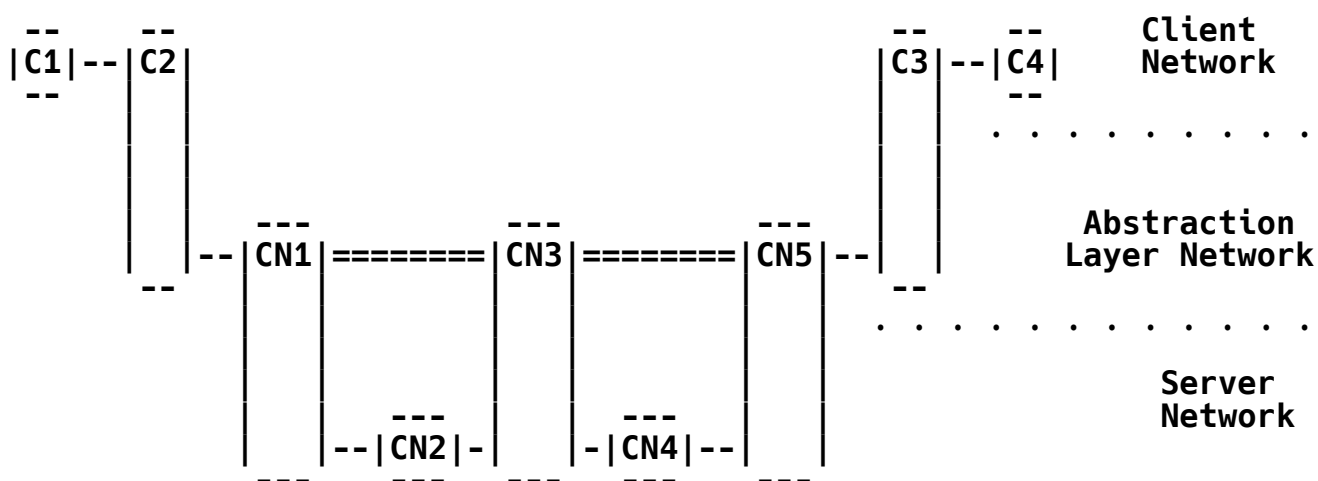 --     --                                     --    --     Client
|C1|--|C2|                                   |C3|--|C4|    Network
 --   |  |                                   |  |   --
      |  |                                   |  |  . . . . . . . . .
      |  |                                   |  |
      |  |                                   |  |
      |  |   ---          ---          ---   |  |       Abstraction
      |  |--|CN1|========|CN3|========|CN5|--|  |      Layer Network
       --   |   |        |   |        |   |   --
            |   |        |   |        |   |  . . . . . . . . . . . .
            |   |        |   |        |   |
            |   |        |   |        |   |                 Server
            |   |   ---  |   |  ---   |   |                 Network
            |   |--|CN2|-|   |-|CN4|--|   |
             ---    ---   ---   ---    ---